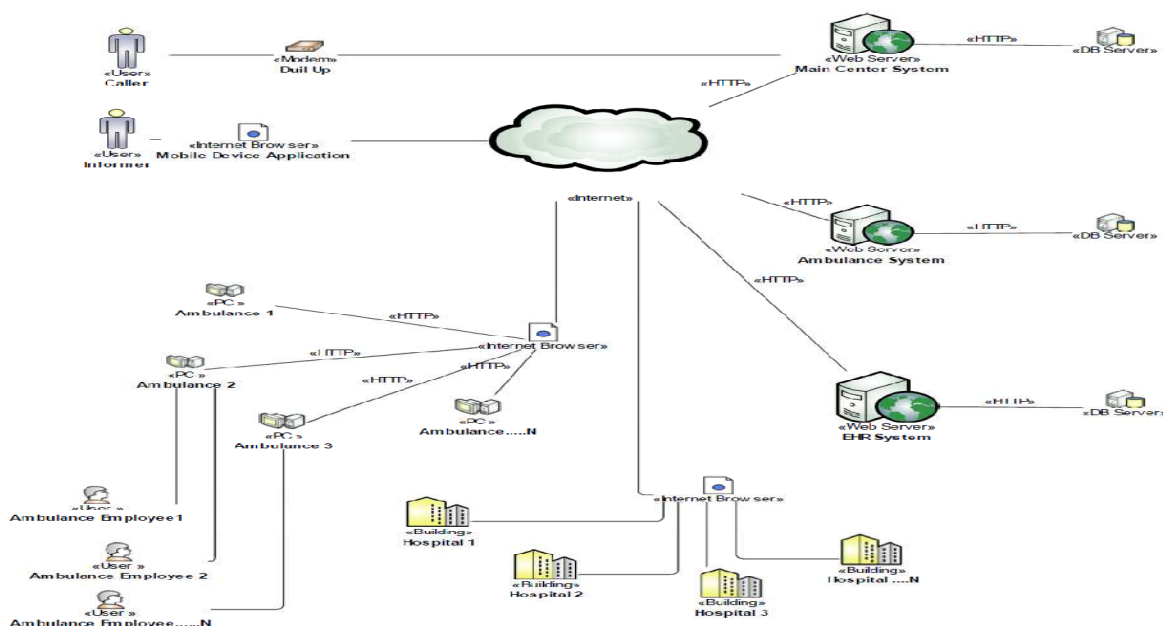 «User»
Caller
«Modem»
Duil Up
«HTTP»
«Web Server»
Main Center System
«HTTP»
«DB Server»
«User»
Informer
«Internet Browser»
Mobile Device Application
«Internet»
«HTTP»
«Web Server»
Ambulance System
«HTTP»
«DB Server»
«HTTP»
«PC »
Ambulance 1
«HTTP»
«Internet Browser»
«HTTP»
«PC »
Ambulance 2
«HTTP»
«PC »
Ambulance 3
«PC »
Ambulance.....N
«Web Server»
EHR System
«HTTP»
«DB Server»
«Internet Browser»
«User »
Ambulance Employee1
«Building»
Hospital 1
«User »
Ambulance Employee 2
«Building»
Hospital 2
«Building»
Hospital 3
«Building»
Hospital ....N
«User »
Ambulance Employee.....N